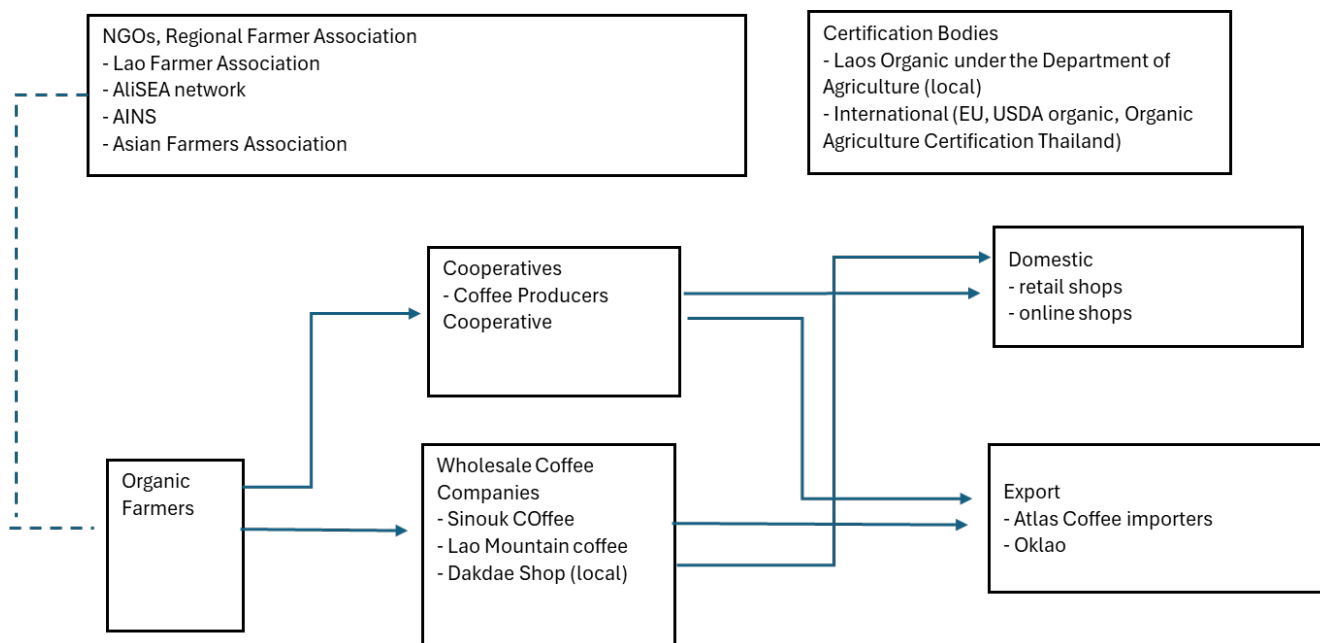 NGOs, Regional Farmer Association
- Lao Farmer Association
- AliSEA network
- AINS
- Asian Farmers Association
Certification Bodies
- Laos Organic under the Department of
Agriculture (local)
- International (EU, USDA organic, Organic
Agriculture Certification Thailand)
Cooperatives
- Coffee Producers
Cooperative
Domestic
- retail shops
- online shops
Organic
Farmers
Wholesale Coffee
Companies
- Sinouk COffee
- Lao Mountain coffee
- Dakdae Shop (local)
Export
- Atlas Coffee importers
- Oklao